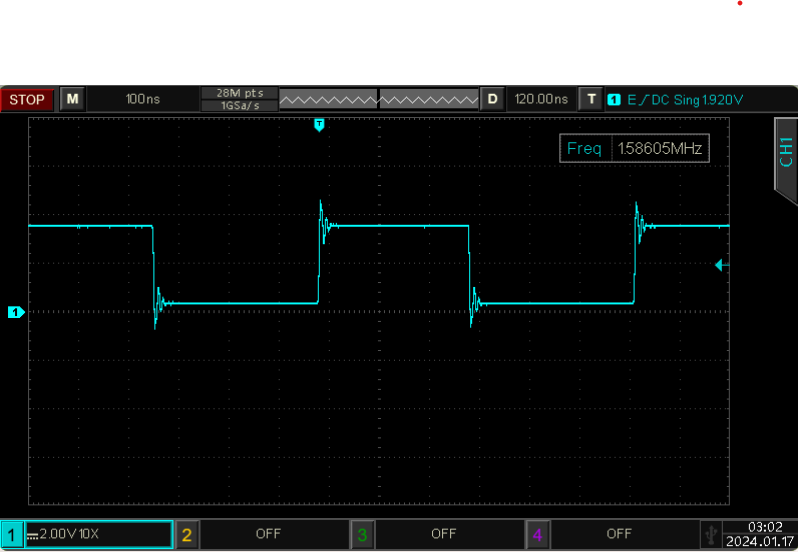 STOP M 100ns 28M pts D 120.00ns T 1 E DC Sing 1.920V
1GSa/s
T
CH1
Freq 1.58605MHz
1
1 2.00V 10X 2 OFF 3 OFF 4 OFF 03:02
2024.01.17